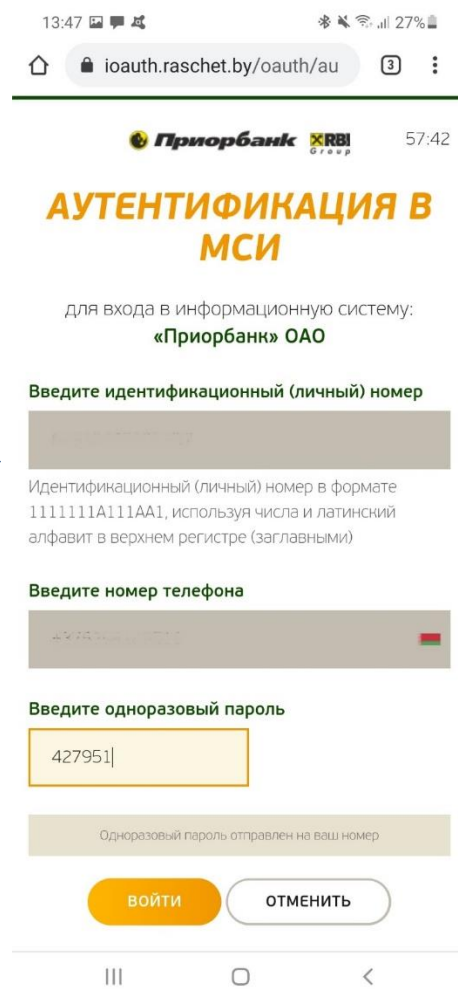 13:47 27%
ioauth.raschet.by/oauth/au 3
Приорбанк RBI Group 57:42
АУТЕНТИФИКАЦИЯ В
МСИ
для входа в информационную систему:
«Приорбанк» ОАО
Введите идентификационный (личный) номер
Идентификационный (личный) номер в формате
1111111А111АА1, используя числа и латинский
алфавит в верхнем регистре (заглавными)
Введите номер телефона
Введите одноразовый пароль
427951
Одноразовый пароль отправлен на ваш номер
ВОЙТИ ОТМЕНИТЬ